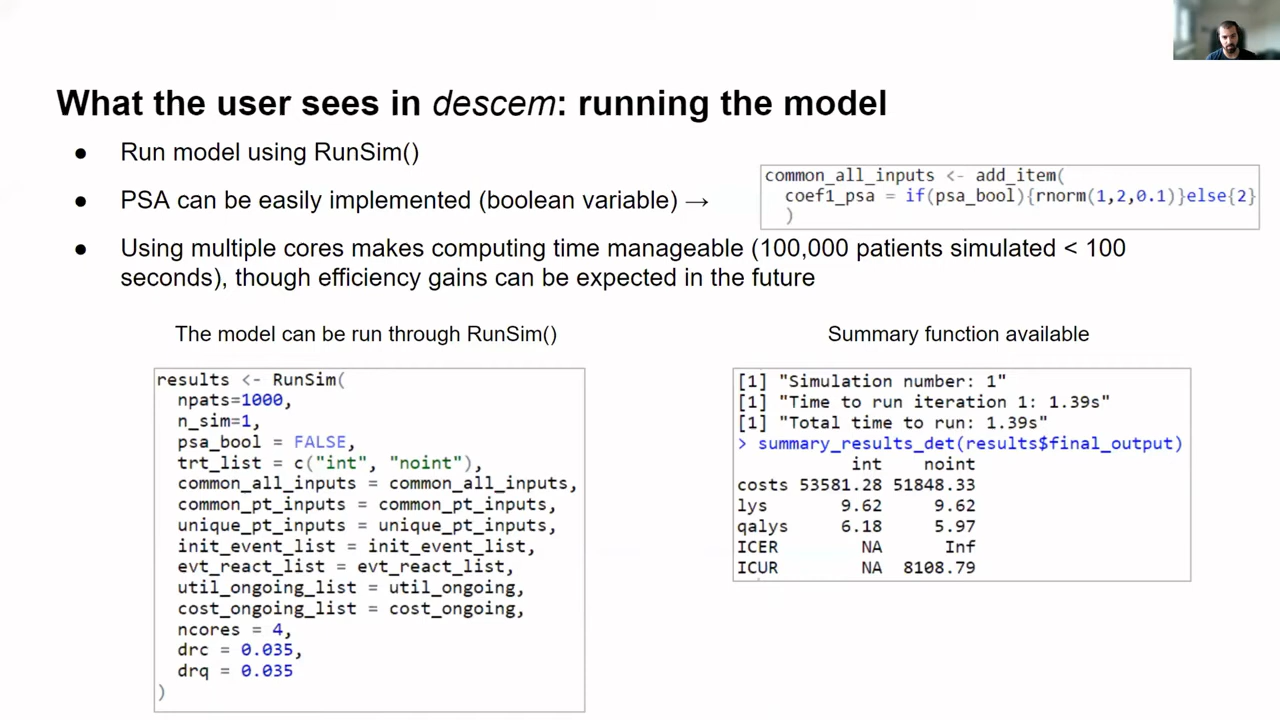 What the user sees in descem: running the model
● Run model using RunSim()
● PSA can be easily implemented (boolean variable) →
common_all_inputs <- add_item(
coef1_psa = if(psa_bool){rnorm(1,2,0.1)}else{2}
)
● Using multiple cores makes computing time manageable (100,000 patients simulated < 100
seconds), though efficiency gains can be expected in the future
The model can be run through RunSim()
results <- RunSim(
npats=1000,
n_sim=1,
psa_bool = FALSE,
trt_list = c("int", "noint"),
common_all_inputs = common_all_inputs,
common_pt_inputs = common_pt_inputs,
unique_pt_inputs = unique_pt_inputs,
init_event_list = init_event_list,
evt_react_list = evt_react_list,
util_ongoing_list = util_ongoing,
cost_ongoing_list = cost_ongoing,
ncores = 4,
drc = 0.035,
drq = 0.035
)
Summary function available
[1] "Simulation number: 1"
[1] "Time to run iteration 1: 1.39s"
[1] "Total time to run: 1.39s"
> summary_results_det(results$final_output)
int noint
costs 53581.28 51848.33
lys 9.62 9.62
qalys 6.18 5.97
ICER NA Inf
ICUR NA 8108.79